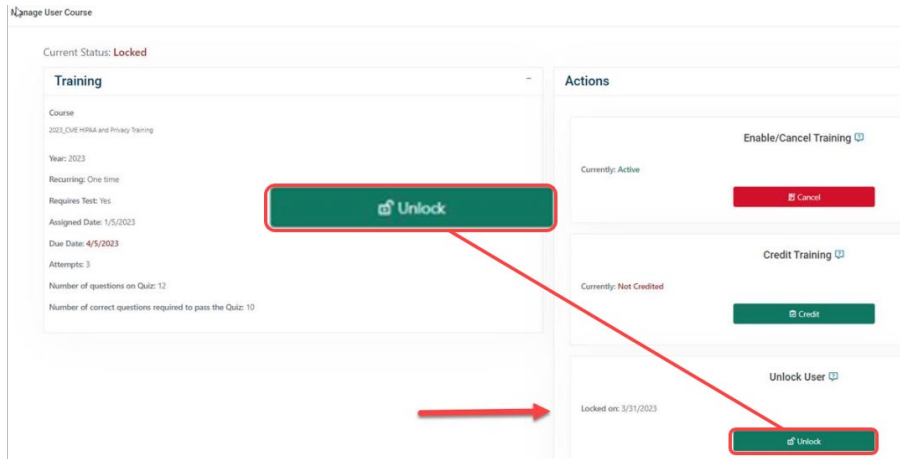 Manage User Course
Current Status: Locked
Training
Course
2023_CME HIPAA and Privacy Training
Year: 2023
Recurring: One time
Requires Test: Yes
Assigned Date: 1/5/2023
Due Date: 4/5/2023
Attempts: 3
Number of questions on Quiz: 12
Number of correct questions required to pass the Quiz: 10
Unlock
Actions
Enable/Cancel Training
Currently: Active
Cancel
Credit Training
Currently: Not Credited
Credit
Unlock User
Locked on: 3/31/2023
Unlock